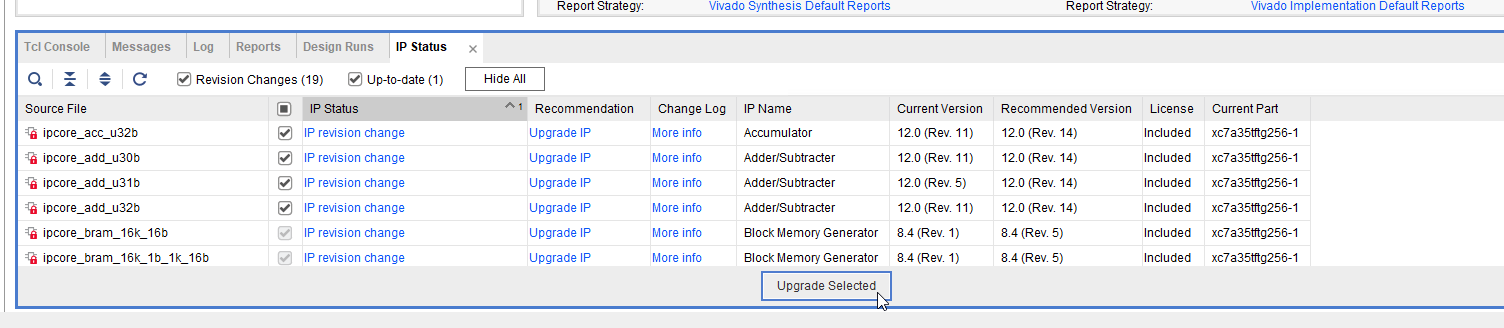 Report Strategy: Vivado Synthesis Default Reports Report Strategy: Vivado Implementation Default Reports
Tcl Console Messages Log Reports Design Runs IP Status
Revision Changes (19) Up-to-date (1) Hide All
Source File IP Status 1 Recommendation Change Log IP Name Current Version Recommended Version License Current Part
ipcore_acc_u32b IP revision change Upgrade IP More info Accumulator 12.0 (Rev. 11) 12.0 (Rev. 14) Included xc7a35tftg256-1
ipcore_add_u30b IP revision change Upgrade IP More info Adder/Subtracter 12.0 (Rev. 11) 12.0 (Rev. 14) Included xc7a35tftg256-1
ipcore_add_u31b IP revision change Upgrade IP More info Adder/Subtracter 12.0 (Rev. 5) 12.0 (Rev. 14) Included xc7a35tftg256-1
ipcore_add_u32b IP revision change Upgrade IP More info Adder/Subtracter 12.0 (Rev. 11) 12.0 (Rev. 14) Included xc7a35tftg256-1
ipcore_bram_16k_16b IP revision change Upgrade IP More info Block Memory Generator 8.4 (Rev. 1) 8.4 (Rev. 5) Included xc7a35tftg256-1
ipcore_bram_16k_1b_1k_16b IP revision change Upgrade IP More info Block Memory Generator 8.4 (Rev. 1) 8.4 (Rev. 5) Included xc7a35tftg256-1
Upgrade Selected